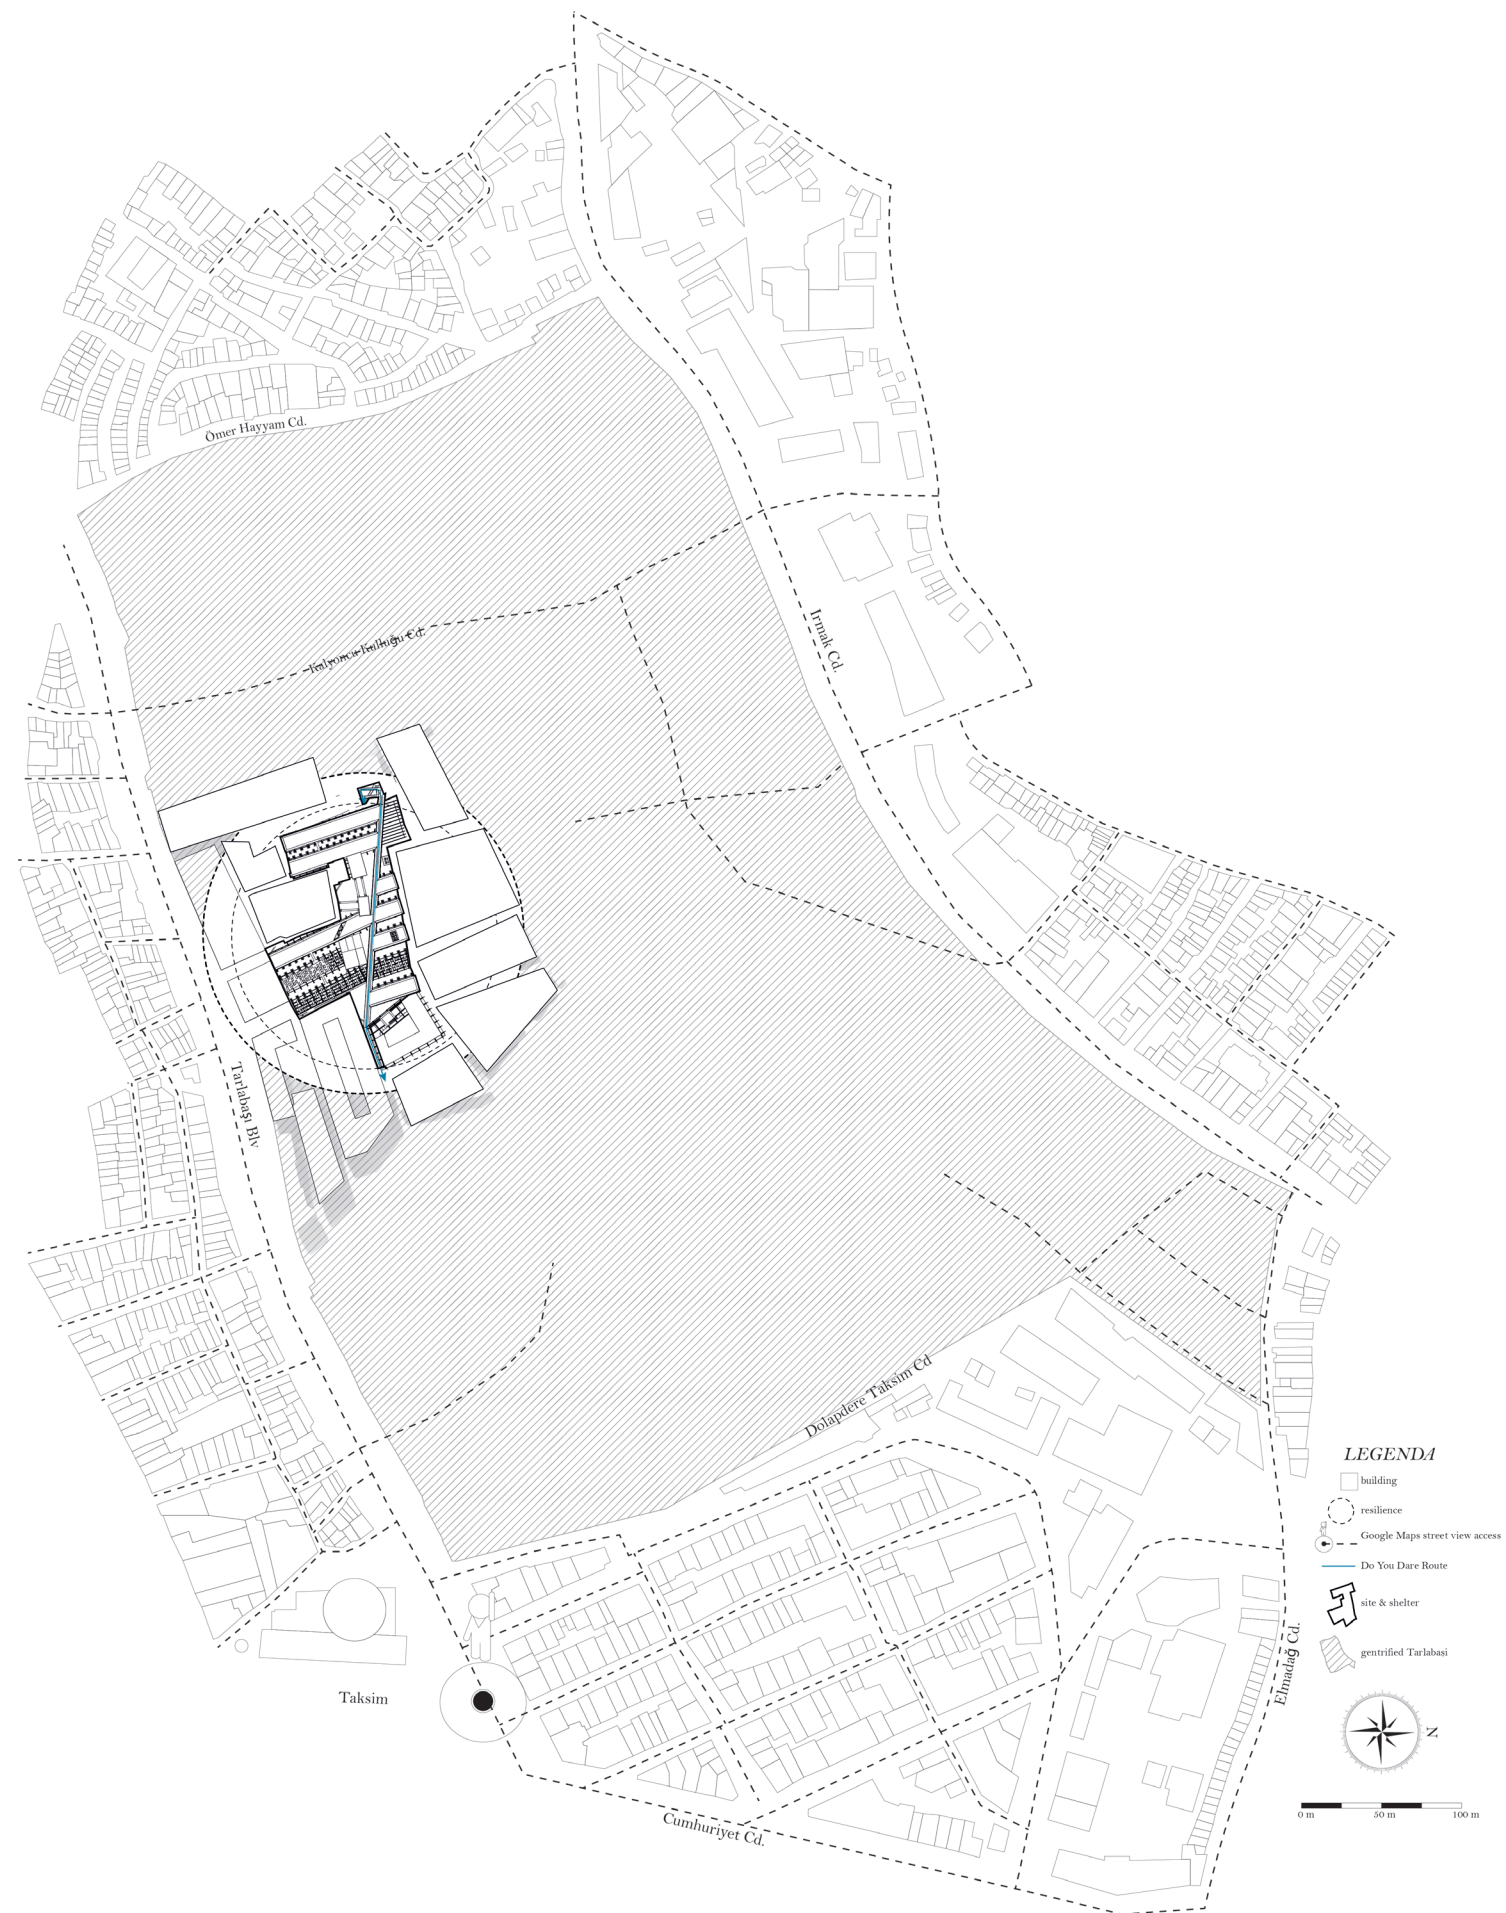 Ömer Hayyam Cd.
Kalyoncu Kulluğu Cd.
Irmak Cd.
Tarlabaşı Blv
Dolapdere Taksim Cd
LEGENDA
building
resilience
Google Maps street view access
Do You Dare Route
site & shelter
gentrified Tarlabaşi
Elmadağ Cd.
Taksim
N
0 m 50 m 100 m
Cumhuriyet Cd.